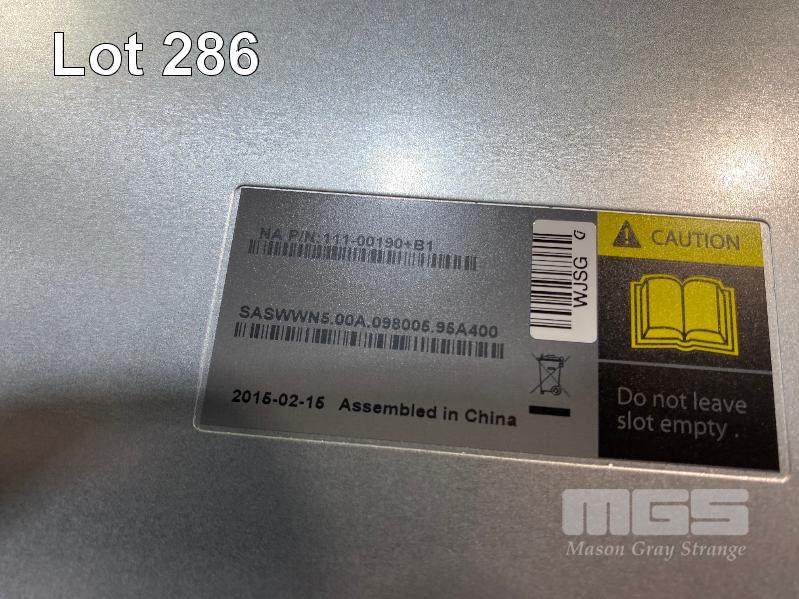 Lot 286
NA P/N:111-00190+B1
SASWWN5.00A.098005.95A400
2015-02-15 Assembled in China
WJSG
CAUTION
Do not leave
slot empty .
MGS
Mason Gray Strange